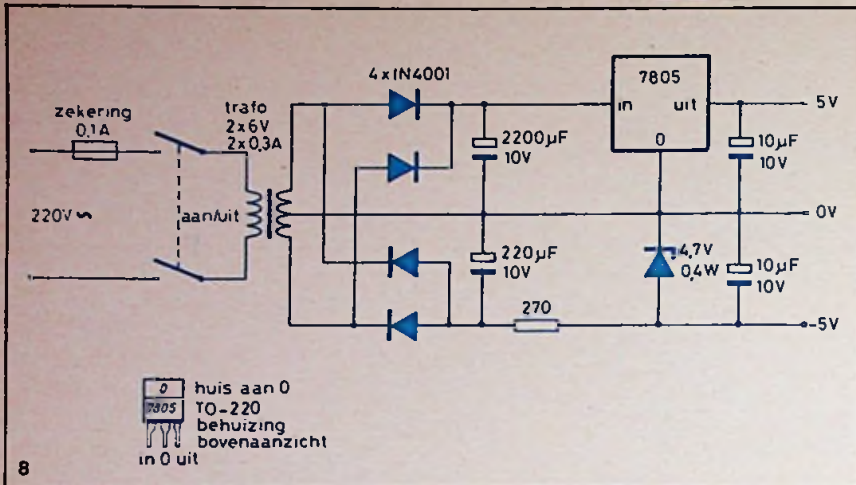 4x1N4001
7805
in
uit
0
zekering
0,1A
trafo
2x6V
2x0,3A
220V~
aan/uit
2200µF
10V
10µF
10V
5V
0V
220µF
10V
4,7V
0,4W
10µF
10V
270
-5V
0
7805
huis aan 0
TO-220
behuizing
bovenaanzicht
in 0 uit
8